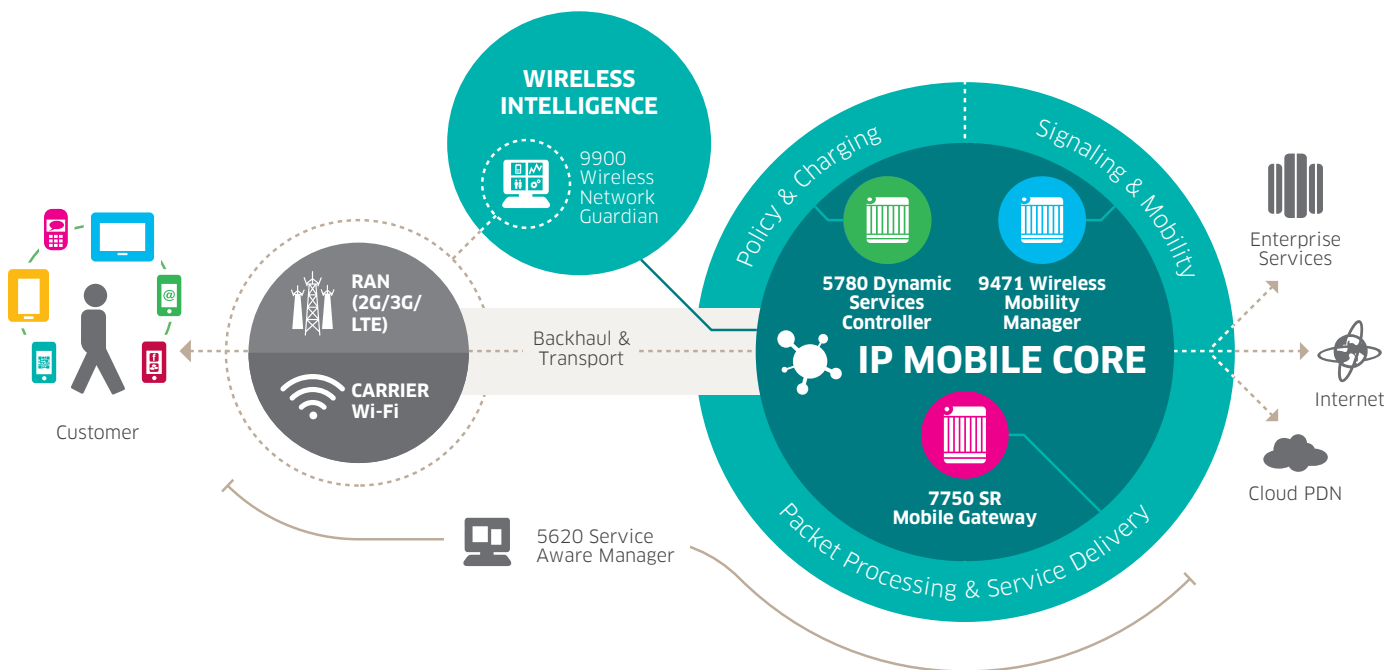 WIRELESS
INTELLIGENCE
9900
Wireless
Network
Guardian
Policy & Charging
Signaling & Mobility
Packet Processing & Service Delivery
5780 Dynamic
Services
Controller
9471 Wireless
Mobility
Manager
IP MOBILE CORE
7750 SR
Mobile Gateway
RAN
(2G/3G/
LTE)
CARRIER
Wi-Fi
Backhaul &
Transport
Customer
@
f
5620 Service
Aware Manager
Enterprise
Services
Internet
Cloud PDN